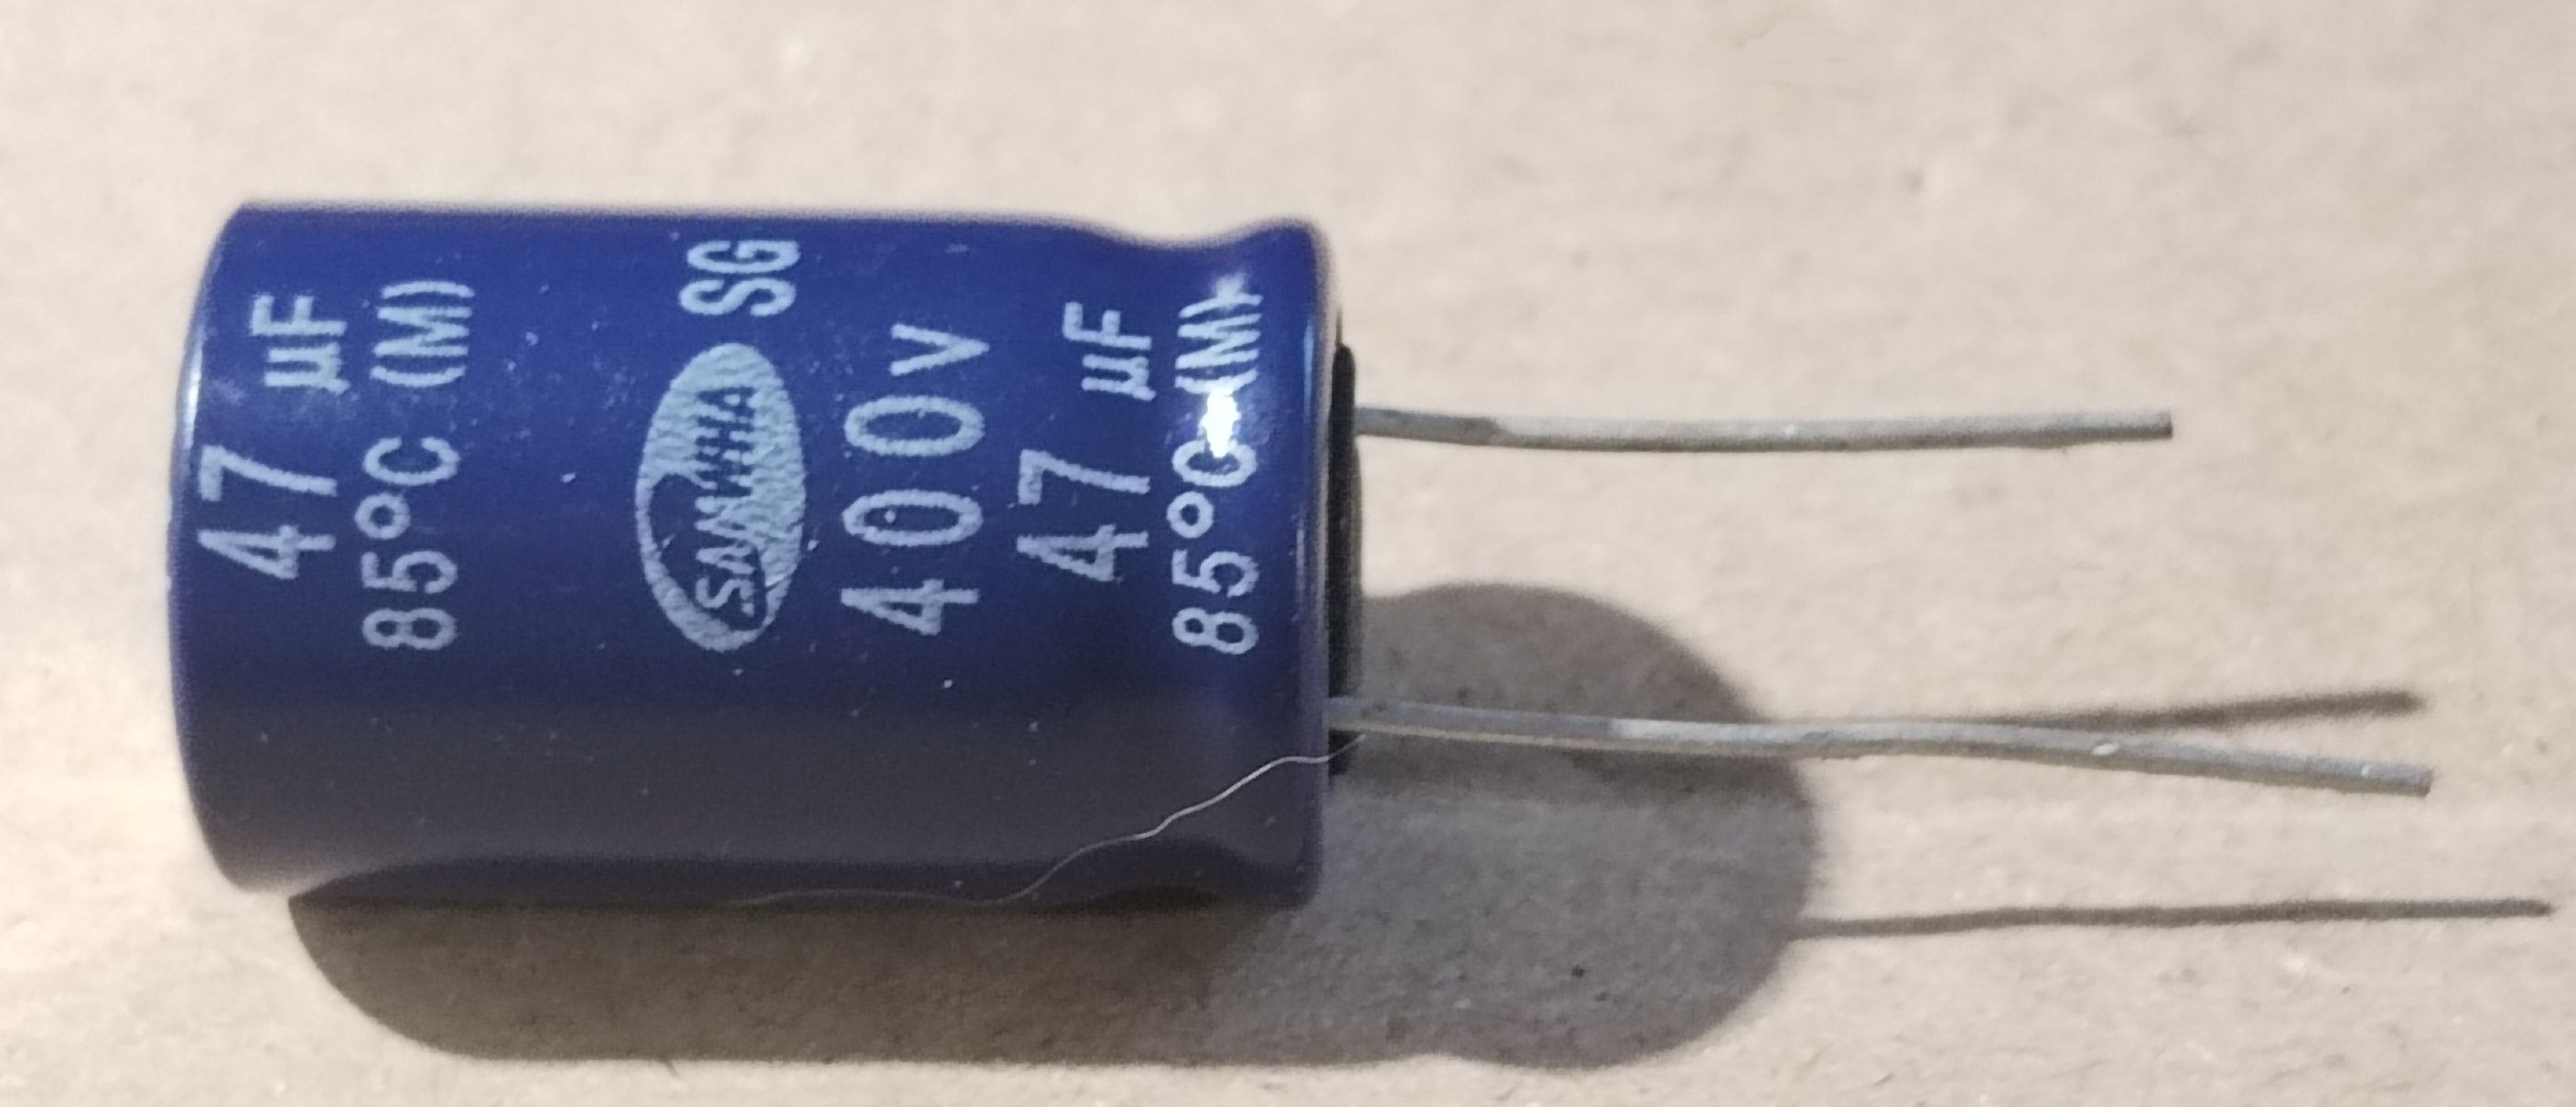 47 µF
85°C (M)
SAMWHA SG
400V
47 µF
85°C (M)